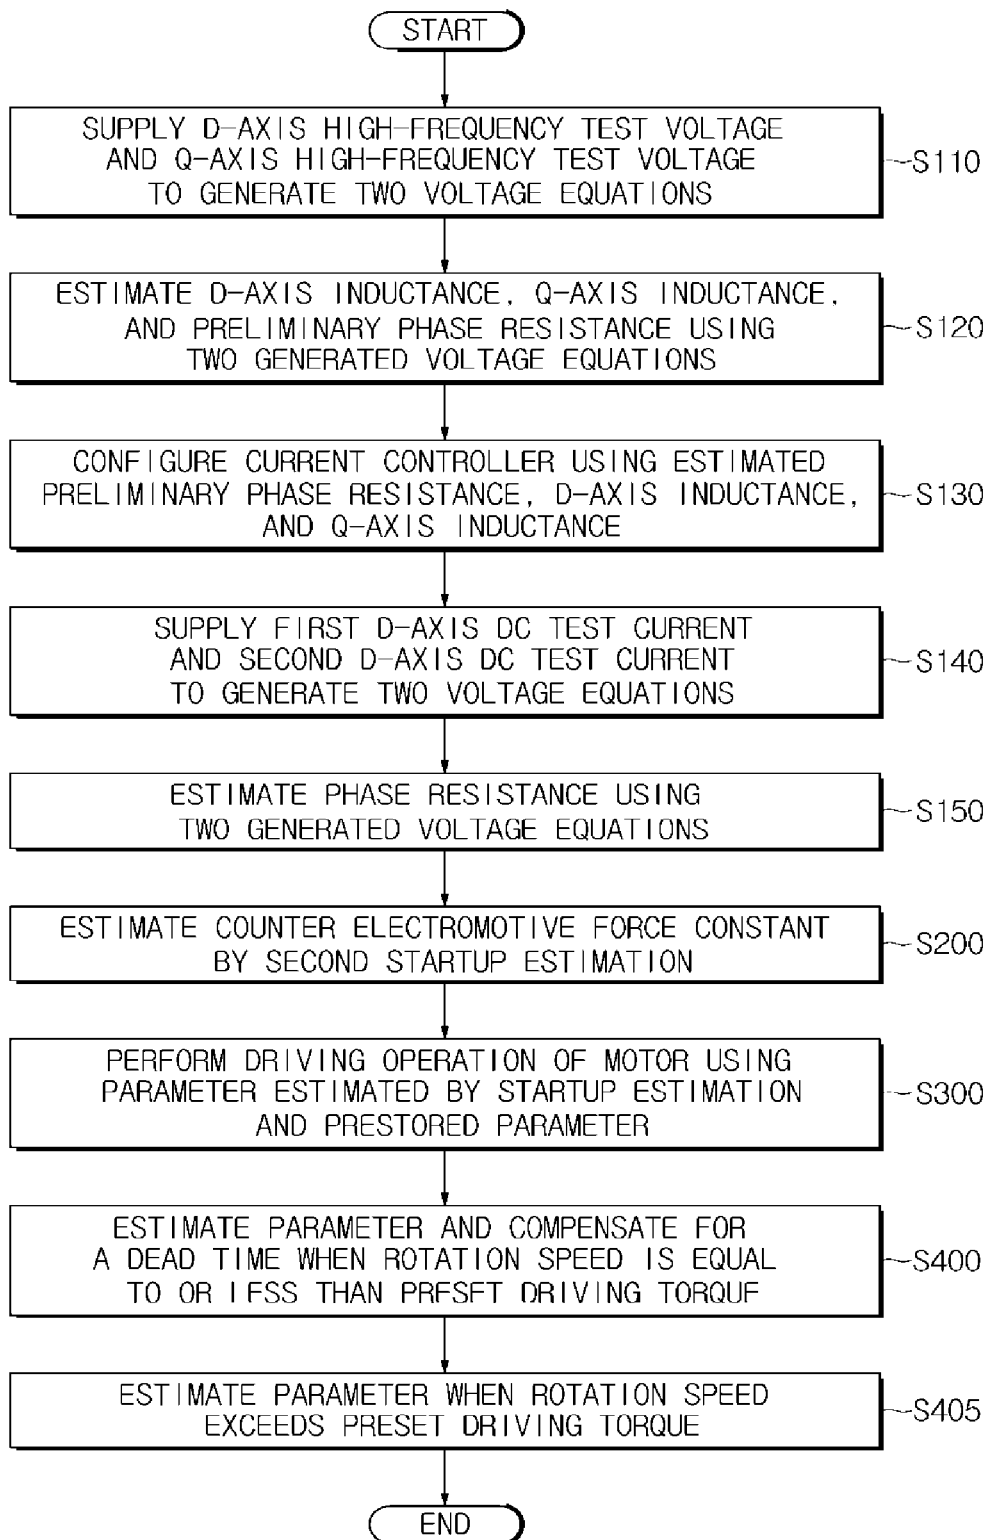 START
SUPPLY D-AXIS HIGH-FREQUENCY TEST VOLTAGE
AND Q-AXIS HIGH-FREQUENCY TEST VOLTAGE
TO GENERATE TWO VOLTAGE EQUATIONS
S110
ESTIMATE D-AXIS INDUCTANCE, Q-AXIS INDUCTANCE,
AND PRELIMINARY PHASE RESISTANCE USING
TWO GENERATED VOLTAGE EQUATIONS
S120
CONFIGURE CURRENT CONTROLLER USING ESTIMATED
PRELIMINARY PHASE RESISTANCE, D-AXIS INDUCTANCE,
AND Q-AXIS INDUCTANCE
S130
SUPPLY FIRST D-AXIS DC TEST CURRENT
AND SECOND D-AXIS DC TEST CURRENT
TO GENERATE TWO VOLTAGE EQUATIONS
S140
ESTIMATE PHASE RESISTANCE USING
TWO GENERATED VOLTAGE EQUATIONS
S150
ESTIMATE COUNTER ELECTROMOTIVE FORCE CONSTANT
BY SECOND STARTUP ESTIMATION
S200
PERFORM DRIVING OPERATION OF MOTOR USING
PARAMETER ESTIMATED BY STARTUP ESTIMATION
AND PRESTORED PARAMETER
S300
ESTIMATE PARAMETER AND COMPENSATE FOR
A DEAD TIME WHEN ROTATION SPEED IS EQUAL
TO OR LESS THAN PRESET DRIVING TORQUE
S400
ESTIMATE PARAMETER WHEN ROTATION SPEED
EXCEEDS PRESET DRIVING TORQUE
S405
END